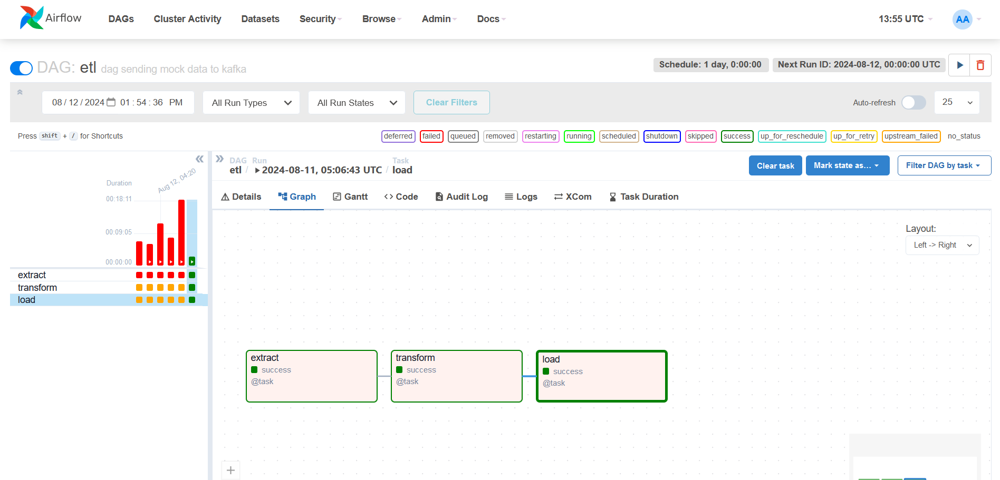 Airflow
DAGs Cluster Activity Datasets Security Browse Admin Docs 13:55 UTC AA
DAG: etl dag sending mock data to kafka
Schedule: 1 day, 0:00:00 Next Run ID: 2024-08-12, 00:00:00 UTC
08/12/2024 01:54:36 PM All Run Types All Run States Clear Filters Auto-refresh 25
Press shift + / for Shortcuts
deferred failed queued removed restarting running scheduled shutdown skipped success up_for_reschedule up_for_retry upstream_failed no_status
Duration
Aug 12, 04:20
00:18:11
00:09:05
00:00:00
extract
transform
load
DAG Run Task
etl / 2024-08-11, 05:06:43 UTC / load
Clear task Mark state as... Filter DAG by task
Details Graph Gantt Code Audit Log Logs XCom Task Duration
Layout:
Left -> Right
extract
success
@task
transform
success
@task
load
success
@task